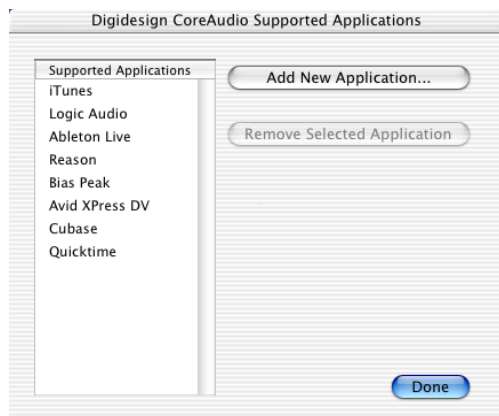 Digidesign CoreAudio Supported Applications
Supported Applications
iTunes
Logic Audio
Ableton Live
Reason
Bias Peak
Avid XPress DV
Cubase
Quicktime
Add New Application...
Remove Selected Application
Done